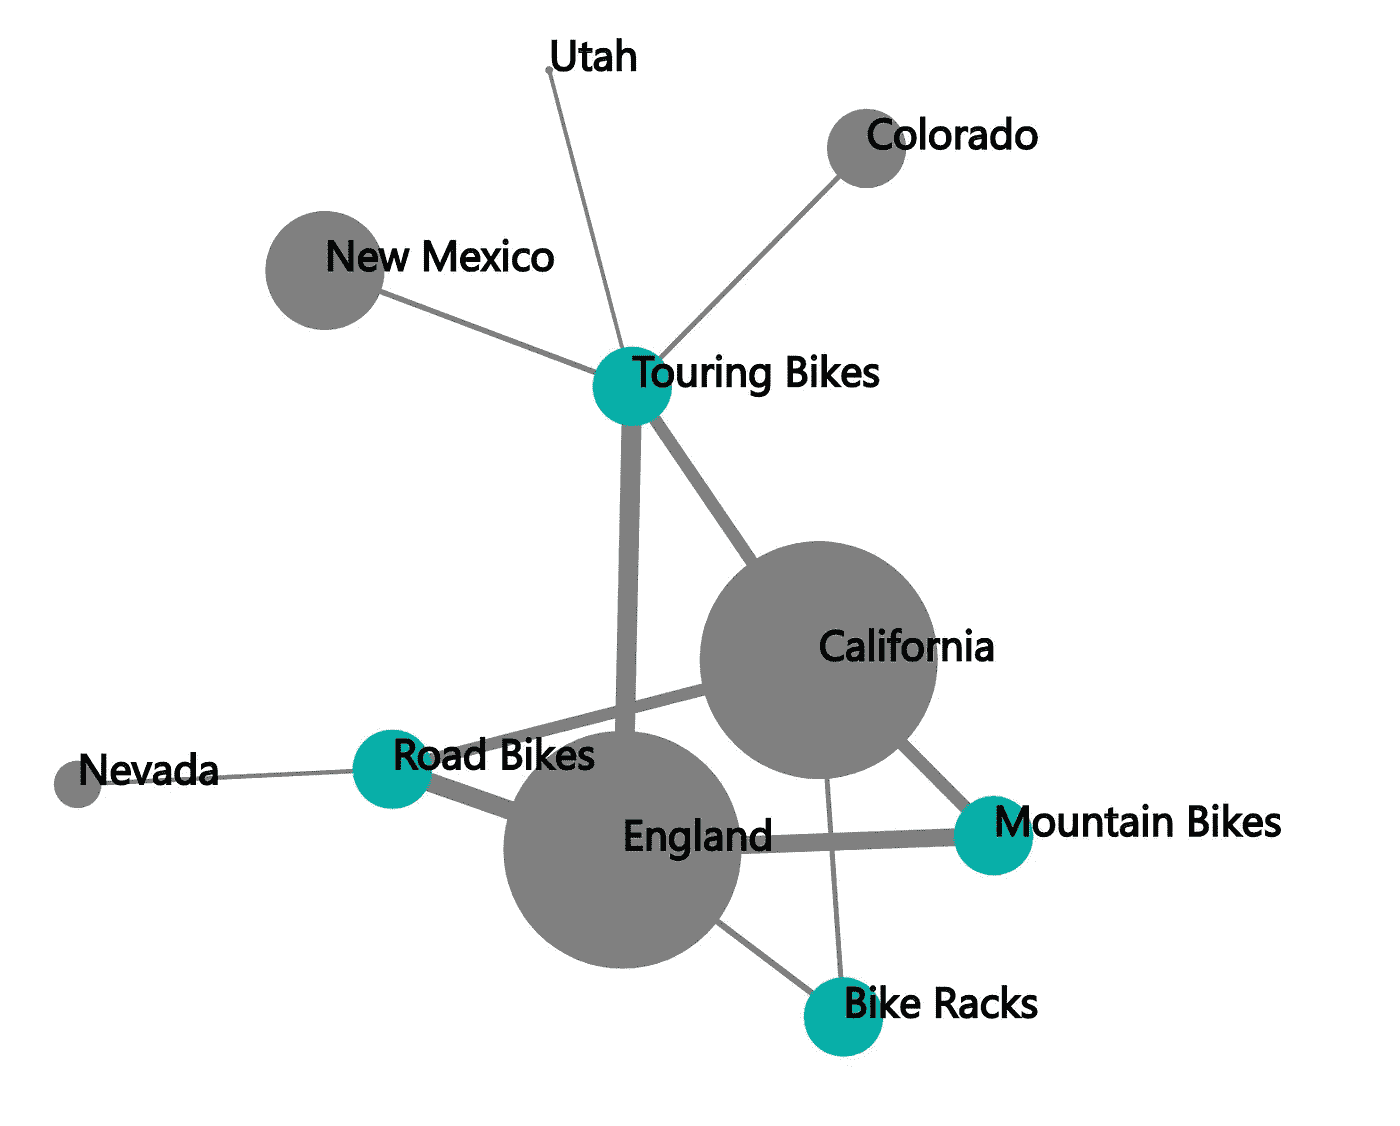 Utah
Colorado
New Mexico
Touring Bikes
California
Road Bikes
Nevada
England
Mountain Bikes
Bike Racks